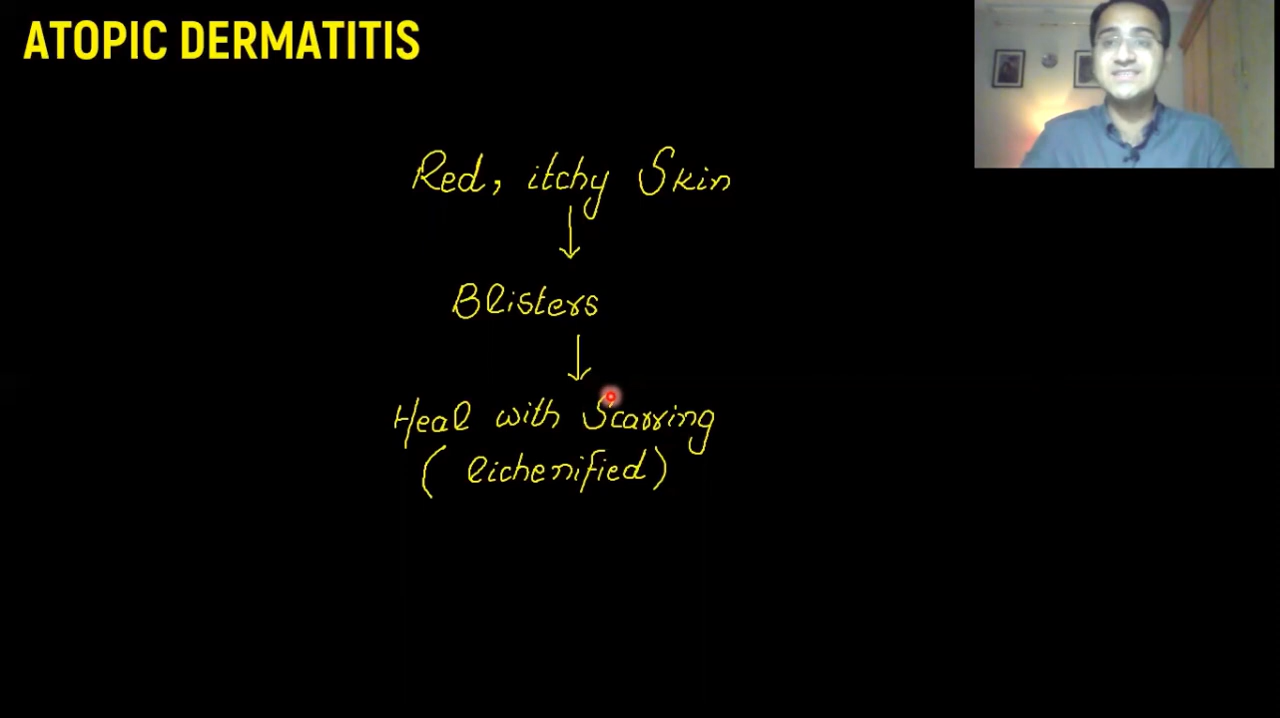 ATOPIC DERMATITIS
Red, itchy Skin
Blisters
Heal with Scarring
(lichenified)